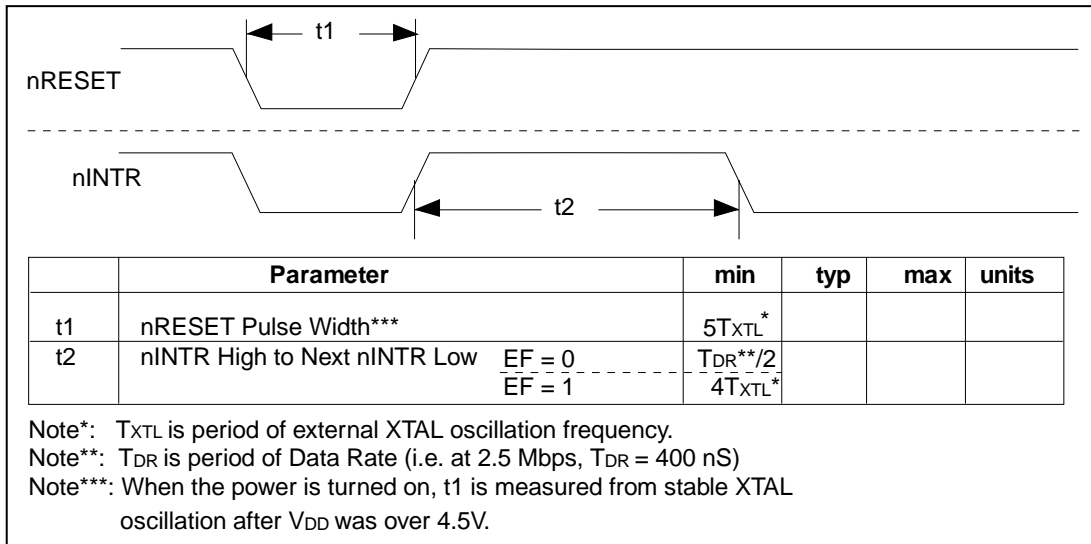 t1
nRESET
nINTR
t2
Parameter min typ max units
t1 nRESET Pulse Width*** 5TXTL*
t2 nINTR High to Next nINTR Low EF = 0 TDR**/2
EF = 1 4TXTL*
Note*: TXTL is period of external XTAL oscillation frequency.
Note**: TDR is period of Data Rate (i.e. at 2.5 Mbps, TDR = 400 nS)
Note***: When the power is turned on, t1 is measured from stable XTAL
oscillation after VDD was over 4.5V.